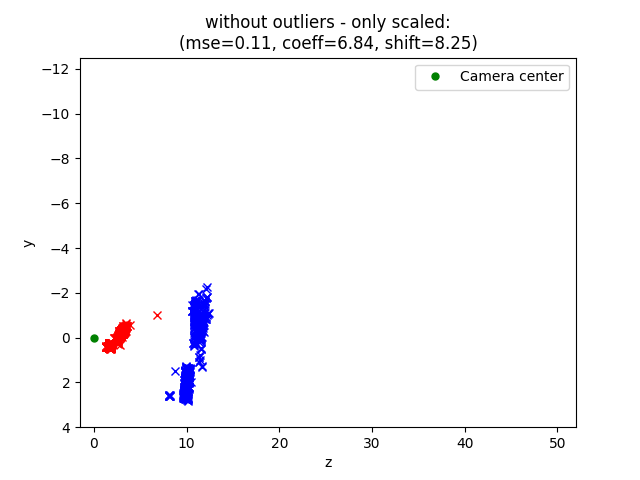 without outliers - only scaled:
(mse=0.11, coeff=6.84, shift=8.25)
Camera center
−12
−10
−8
−6
−4
−2
0
2
4
y
0 10 20 30 40 50
z